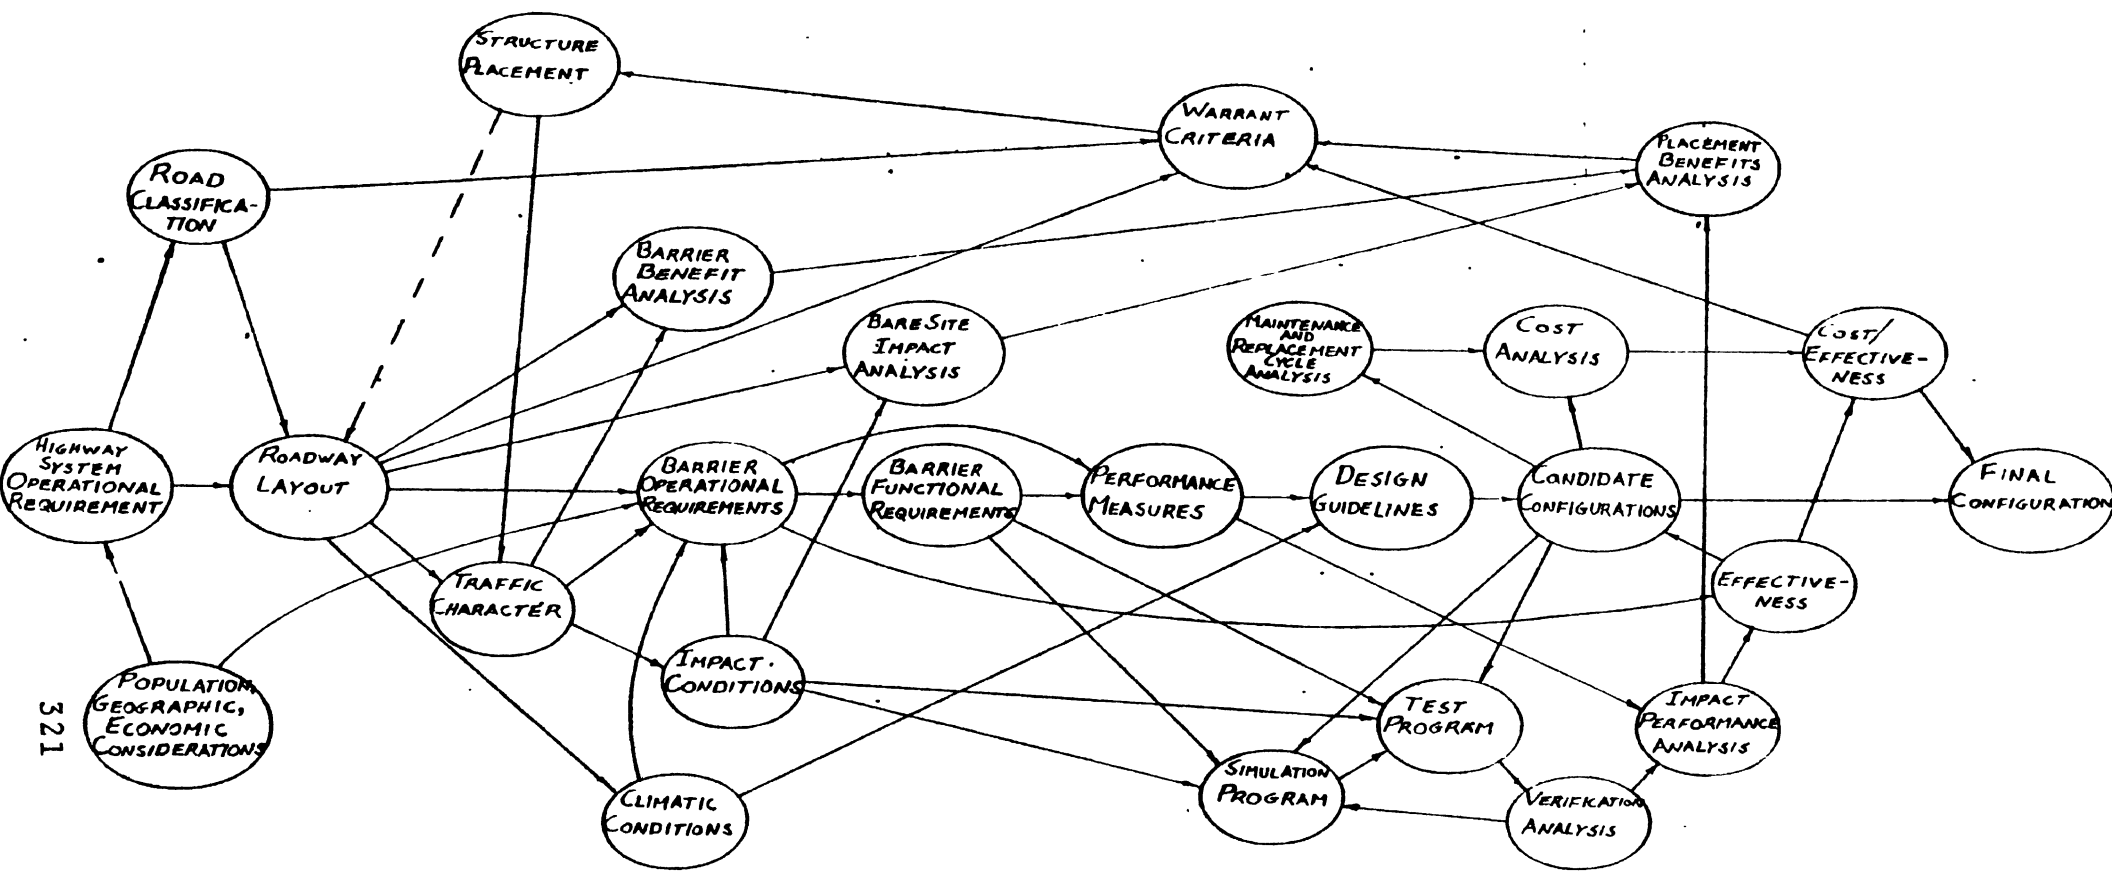 STRUCTURE
PLACEMENT
WARRANT
CRITERIA
PLACEMENT
BENEFITS
ANALYSIS
ROAD
CLASSIFICA-
TION
BARRIER
BENEFIT
ANALYSIS
BARE SITE
IMPACT
ANALYSIS
MAINTENANCE
AND
REPLACEMENT
CYCLE
ANALYSIS
COST
ANALYSIS
COST/
EFFECTIVE-
NESS
HIGHWAY
SYSTEM
OPERATIONAL
REQUIREMENT
ROADWAY
LAYOUT
BARRIER
OPERATIONAL
REQUIREMENTS
BARRIER
FUNCTIONAL
REQUIREMENTS
PERFORMANCE
MEASURES
DESIGN
GUIDELINES
CANDIDATE
CONFIGURATIONS
FINAL
CONFIGURATION
TRAFFIC
CHARACTER
EFFECTIVE-
NESS
POPULATION,
GEOGRAPHIC,
ECONOMIC
CONSIDERATIONS
IMPACT
CONDITIONS
TEST
PROGRAM
IMPACT
PERFORMANCE
ANALYSIS
CLIMATIC
CONDITIONS
SIMULATION
PROGRAM
VERIFICATION
ANALYSIS
321